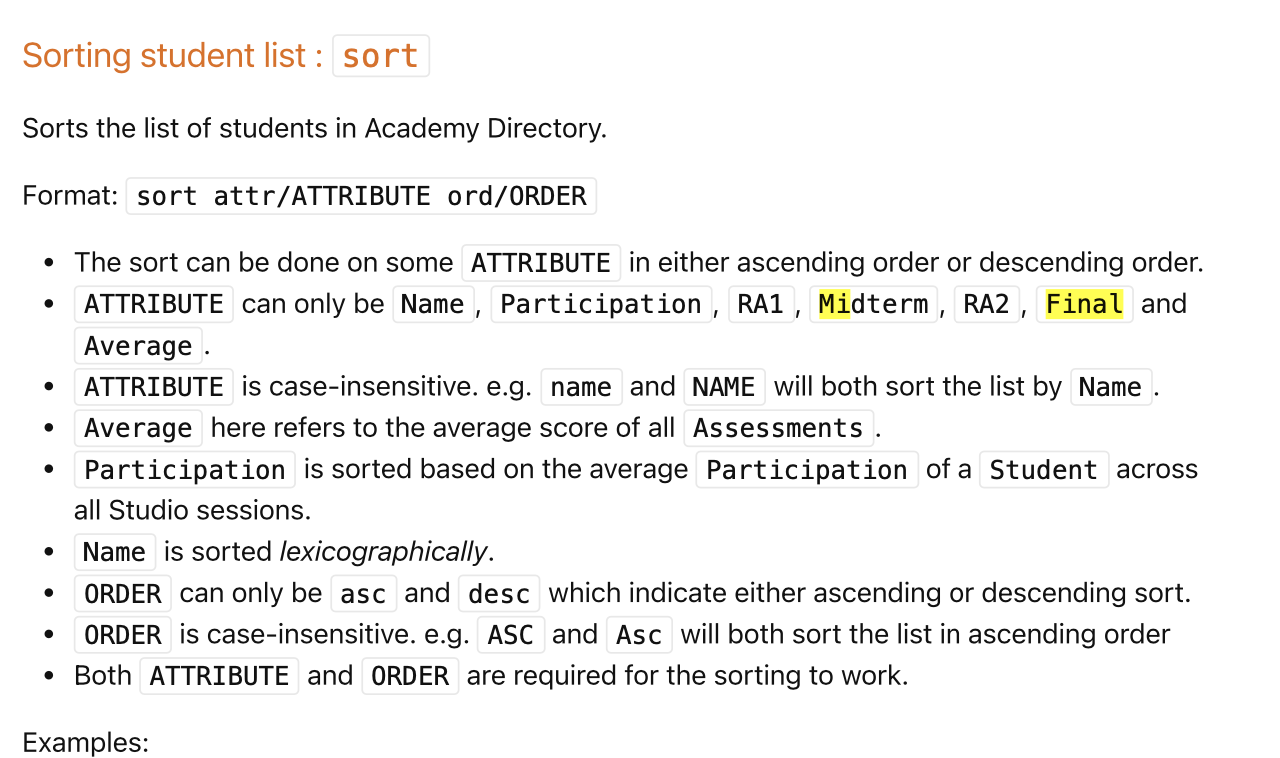 Sorting student list : sort
Sorts the list of students in Academy Directory.
Format: sort attr/ATTRIBUTE ord/ORDER
• The sort can be done on some ATTRIBUTE in either ascending order or descending order.
• ATTRIBUTE can only be Name, Participation, RA1, Midterm, RA2, Final and
Average.
• ATTRIBUTE is case-insensitive. e.g. name and NAME will both sort the list by Name.
• Average here refers to the average score of all Assessments.
• Participation is sorted based on the average Participation of a Student across
all Studio sessions.
• Name is sorted lexicographically.
• ORDER can only be asc and desc which indicate either ascending or descending sort.
• ORDER is case-insensitive. e.g. ASC and Asc will both sort the list in ascending order
• Both ATTRIBUTE and ORDER are required for the sorting to work.
Examples: